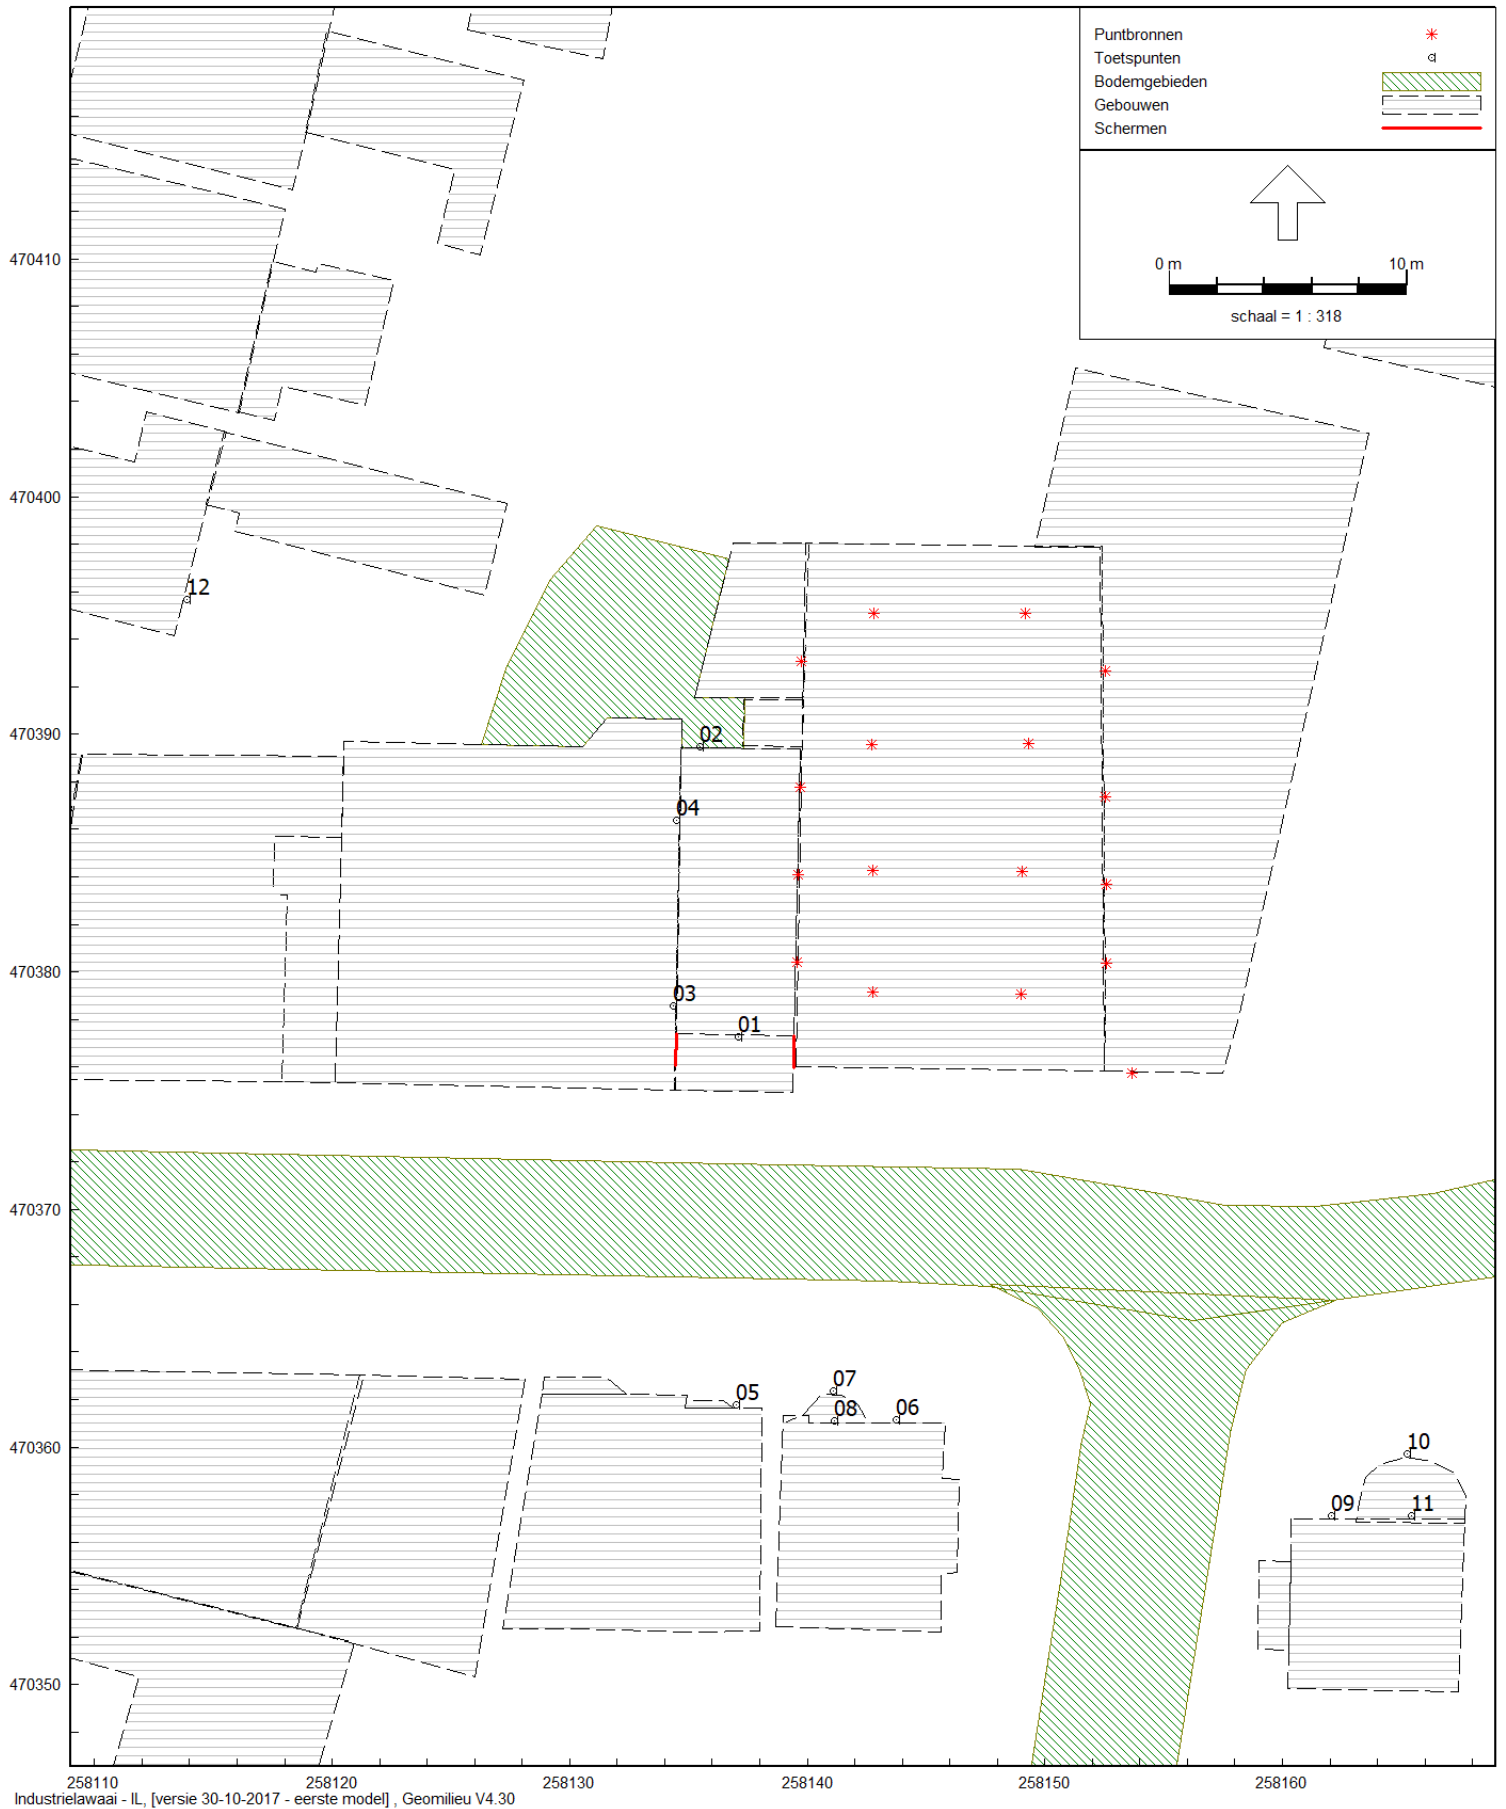 Puntbronnen
Toetspunten
Bodemgebieden
Gebouwen
Schermen
0 m 10 m
schaal = 1 : 318
470410
470400
12
470390
02
04
470380
03
01
470370
07
05
08 06
470360
10
09 11
470350
258110 258120 258130 258140 258150 258160
Industrielawaai - IL, [versie 30-10-2017 - eerste model] , Geomilieu V4.30